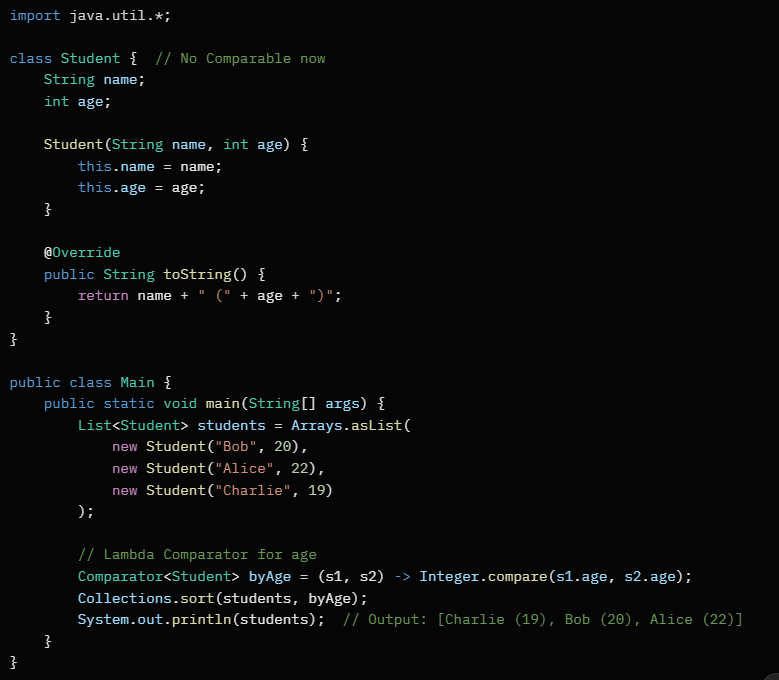 import java.util.*;
class Student {  // No Comparable now
    String name;
    int age;
    Student(String name, int age) {
        this.name = name;
        this.age = age;
    }
    @Override
    public String toString() {
        return name + " (" + age + ")";
    }
}
public class Main {
    public static void main(String[] args) {
        List<Student> students = Arrays.asList(
            new Student("Bob", 20),
            new Student("Alice", 22),
            new Student("Charlie", 19)
        );
        // Lambda Comparator for age
        Comparator<Student> byAge = (s1, s2) -> Integer.compare(s1.age, s2.age);
        Collections.sort(students, byAge);
        System.out.println(students);  // Output: [Charlie (19), Bob (20), Alice (22)]
    }
}